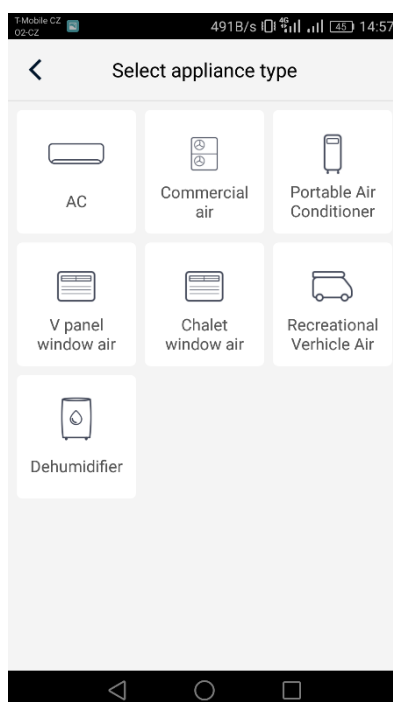 T-Mobile CZ
O2-CZ
491B/s 4G 45 14:57
Select appliance type
AC
Commercial
air
Portable Air
Conditioner
V panel
window air
Chalet
window air
Recreational
Verhicle Air
Dehumidifier